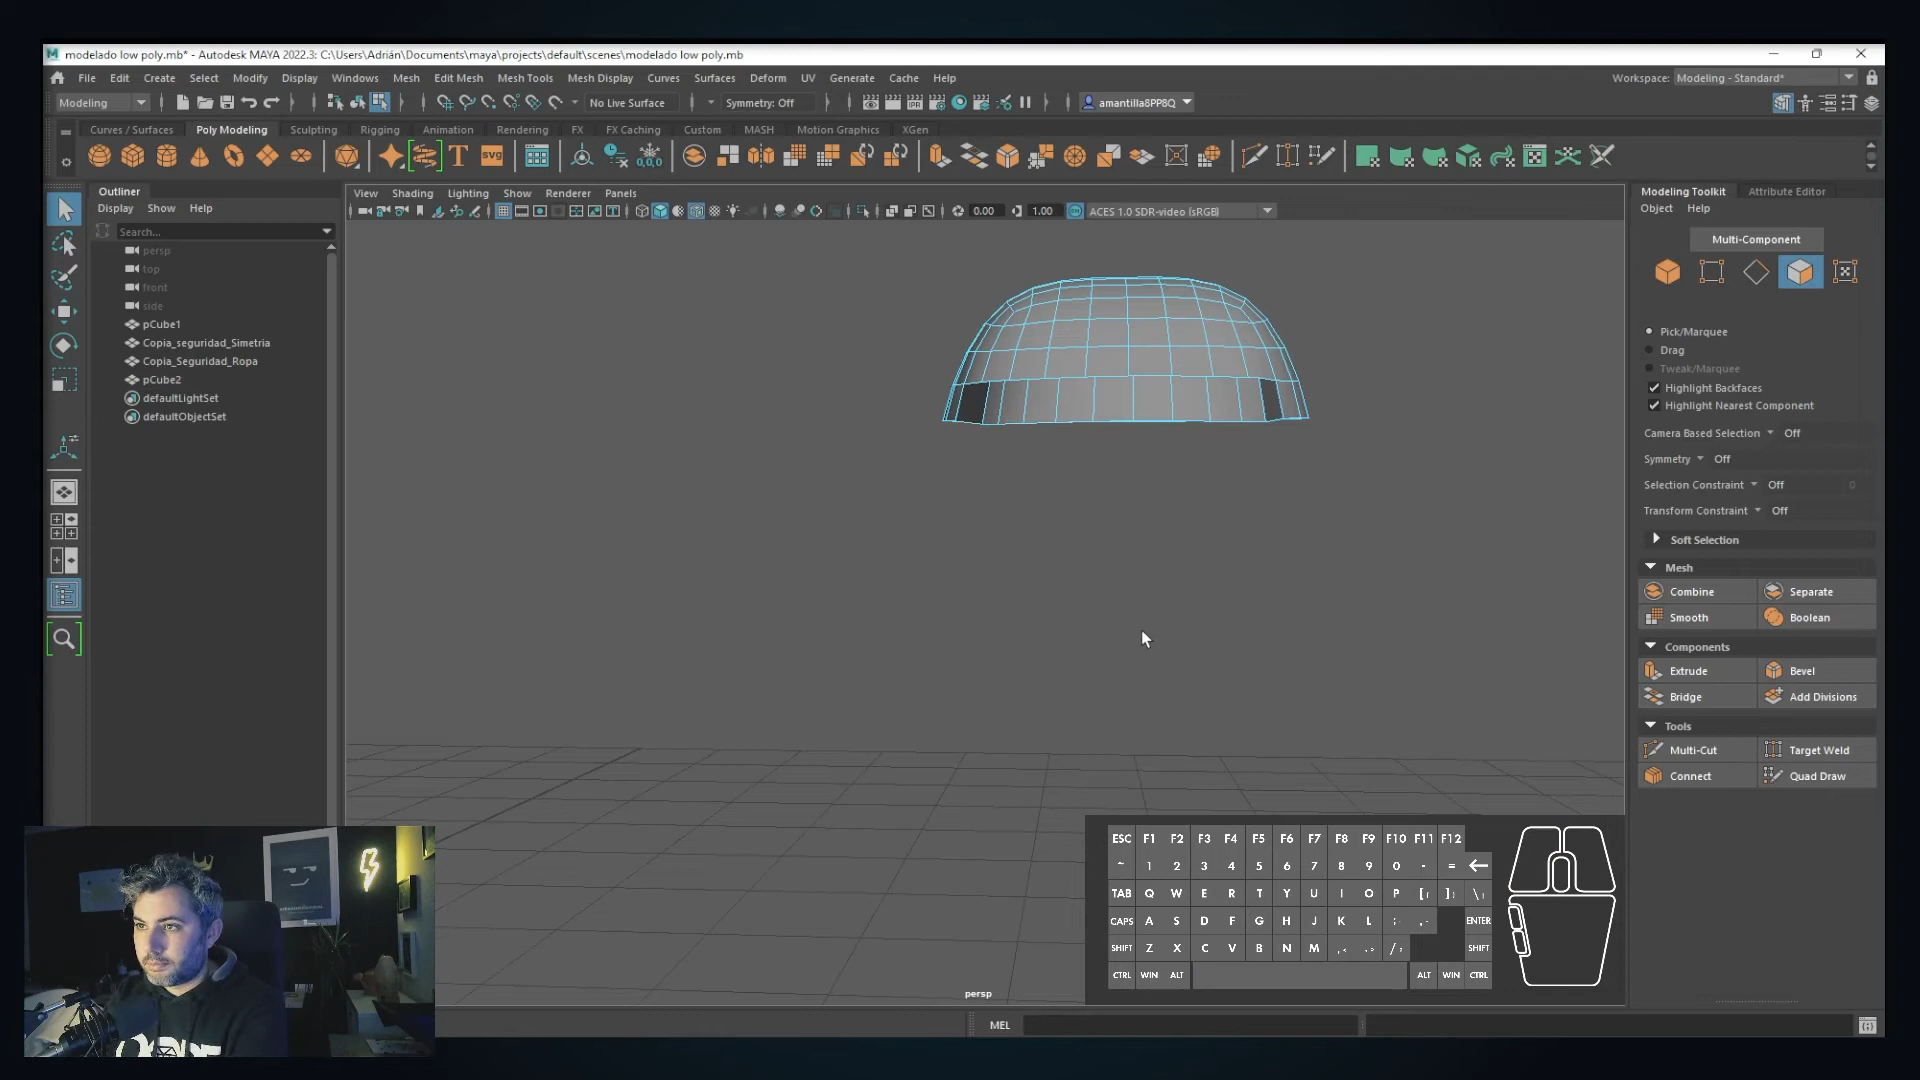 modelado low poly.mb* - Autodesk MAYA 2022.3: C:\Users\Adrián\Documents\maya\projects\default\scenes\modelado low poly.mb
File Edit Create Select Modify Display Windows Mesh Edit Mesh Mesh Tools Mesh Display Curves Surfaces Deform UV Generate Cache Help
Workspace: Modeling - Standard*
Modeling
No Live Surface
Symmetry: Off
amantilla8PP8Q
Curves / Surfaces Poly Modeling Sculpting Rigging Animation Rendering FX FX Caching Custom MASH Motion Graphics XGen
T
SVG
0,0,0
Outliner
Display Show Help
Search...
persp
top
front
side
pCube1
Copia_seguridad_Simetria
Copia_Seguridad_Ropa
pCube2
defaultLightSet
defaultObjectSet
View Shading Lighting Show Renderer Panels
0.00
1.00
ACES 1.0 SDR-video (sRGB)
persp
Modeling Toolkit
Attribute Editor
Object Help
Multi-Component
Pick/Marquee
Drag
Tweak/Marquee
Highlight Backfaces
Highlight Nearest Component
Camera Based Selection Off
Symmetry Off
Selection Constraint Off 0
Transform Constraint Off
Soft Selection
Mesh
Combine Separate
Smooth Boolean
Components
Extrude Bevel
Bridge Add Divisions
Tools
Multi-Cut Target Weld
Connect Quad Draw
ESC F1 F2 F3 F4 F5 F6 F7 F8 F9 F10 F11 F12
~ 1 2 3 4 5 6 7 8 9 0 - =
TAB Q W E R T Y U I O P [{ ]} \|
CAPS A S D F G H J K L ; ENTER
SHIFT Z X C V B N M /? SHIFT
CTRL WIN ALT ALT WIN CTRL
MEL